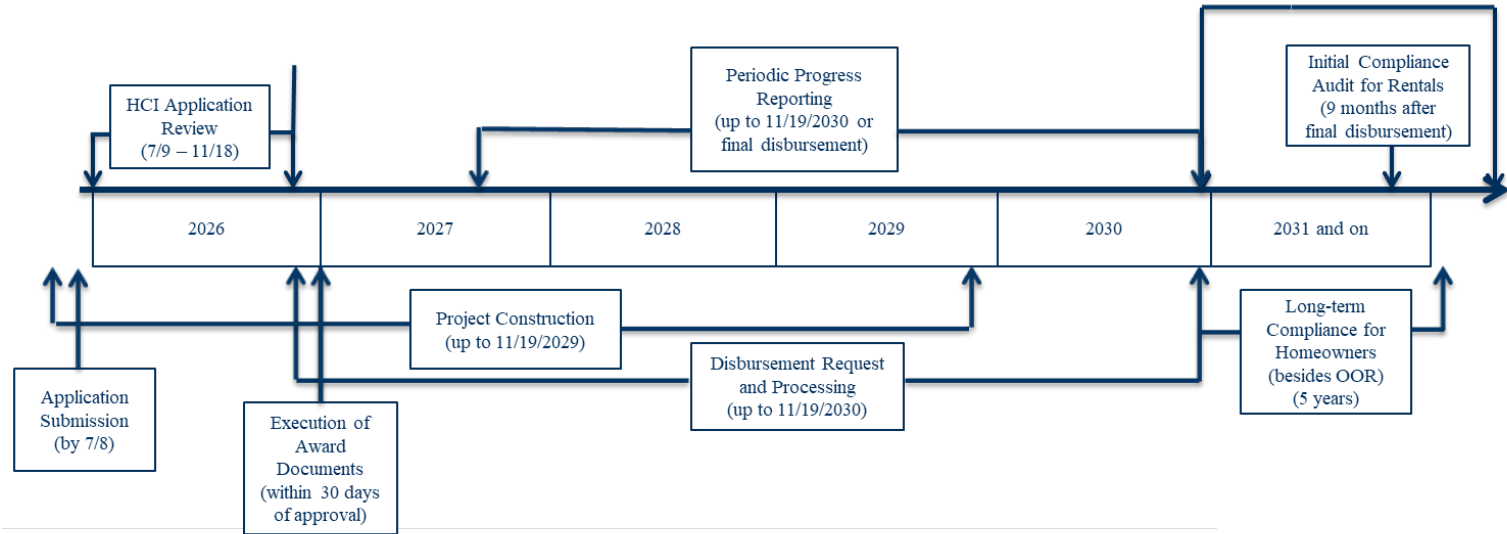 HCI Application
Review
(7/9 – 11/18)
Periodic Progress
Reporting
(up to 11/19/2030 or
final disbursement)
Initial Compliance
Audit for Rentals
(9 months after
final disbursement)
2026
2027
2028
2029
2030
2031 and on
Application
Submission
(by 7/8)
Execution of
Award
Documents
(within 30 days
of approval)
Project Construction
(up to 11/19/2029)
Disbursement Request
and Processing
(up to 11/19/2030)
Long-term
Compliance for
Homeowners
(besides OOR)
(5 years)